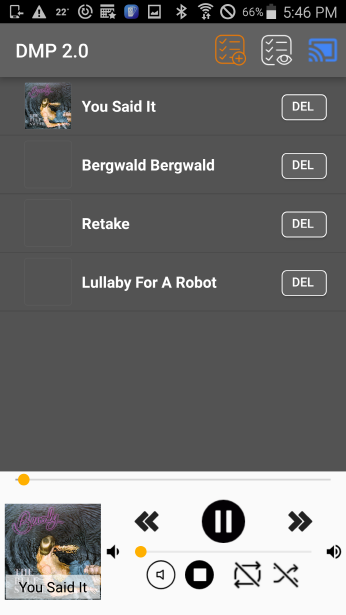 22°
66%
5:46 PM
DMP 2.0
You Said It
DEL
Bergwald Bergwald
DEL
Retake
DEL
Lullaby For A Robot
DEL
You Said It